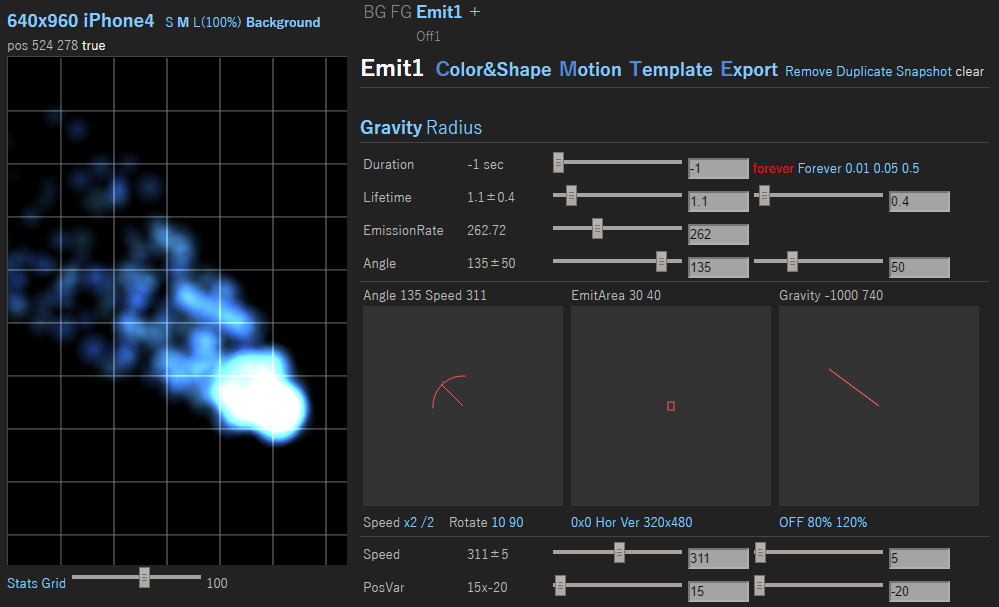 640x960 iPhone4 S M L(100%) Background
pos 524 278 true
BG FG Emit1 +
Off1
Emit1 Color&Shape Motion Template Export Remove Duplicate Snapshot clear
Gravity Radius
Duration -1 sec -1 forever Forever 0.01 0.05 0.5
Lifetime 1.1±0.4 1.1 0.4
EmissionRate 262.72 262
Angle 135±50 135 50
Angle 135 Speed 311 EmitArea 30 40 Gravity -1000 740
Speed x2 /2 Rotate 10 90 0x0 Hor Ver 320x480 OFF 80% 120%
Speed 311±5 311 5
PosVar 15x-20 15 -20
Stats Grid 100